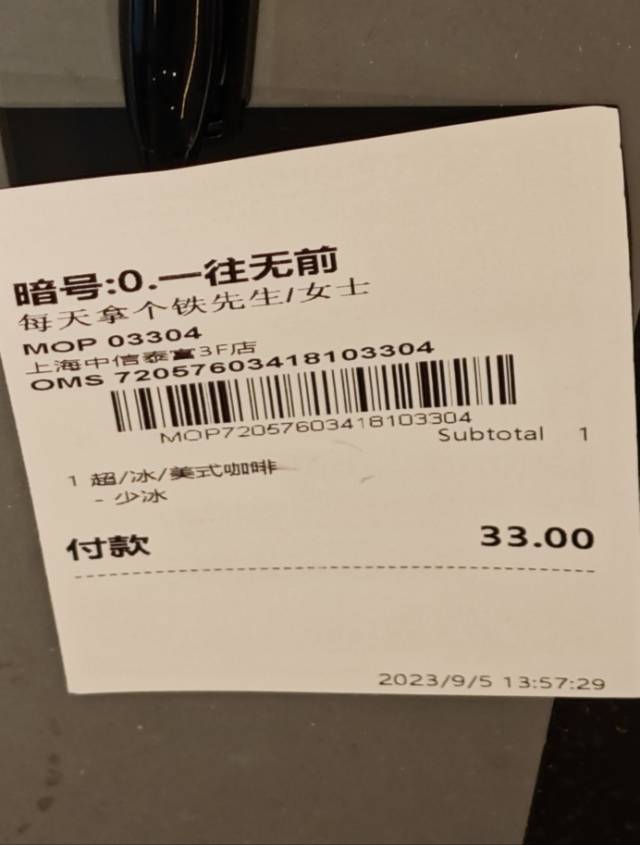 暗号:0.一往无前
每天拿个铁先生/女士
MOP 03304
上海中信泰富3F店
OMS 72057603418103304
MOP72057603418103304
Subtotal 1
1 超/冰/美式咖啡
- 少冰
付款 33.00
2023/9/5 13:57:29